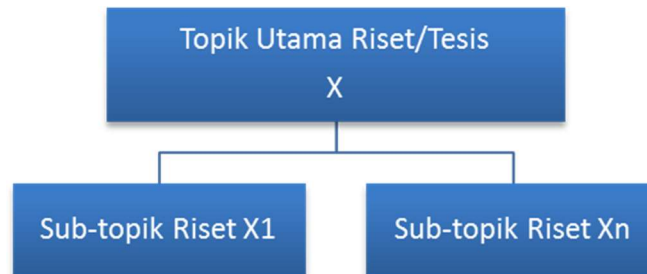 Topik Utama Riset/Tesis
X
Sub-topik Riset X1
Sub-topik Riset Xn